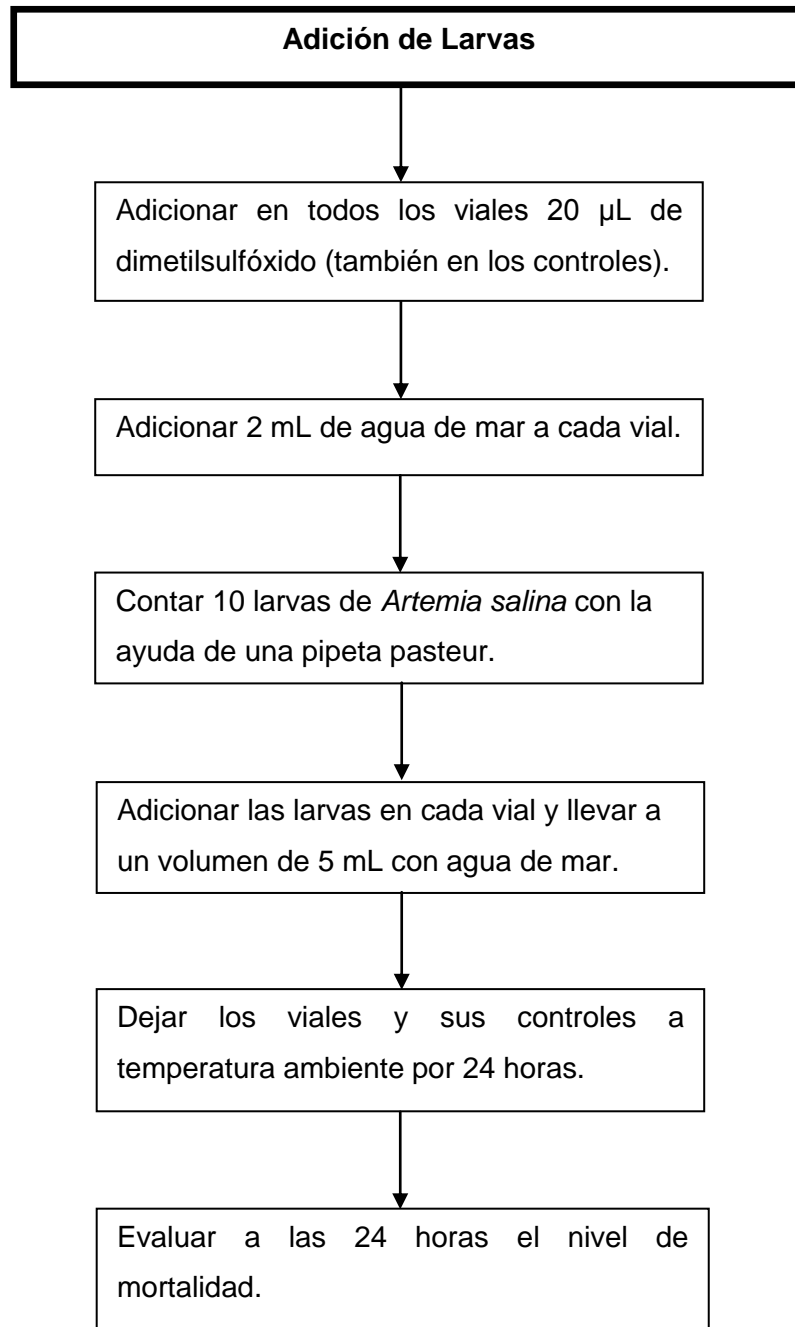 Adición de Larvas
Adicionar en todos los viales 20 µL de
dimetilsulfóxido (también en los controles).
Adicionar 2 mL de agua de mar a cada vial.
Contar 10 larvas de Artemia salina con la
ayuda de una pipeta pasteur.
Adicionar las larvas en cada vial y llevar a
un volumen de 5 mL con agua de mar.
Dejar los viales y sus controles a
temperatura ambiente por 24 horas.
Evaluar a las 24 horas el nivel de
mortalidad.